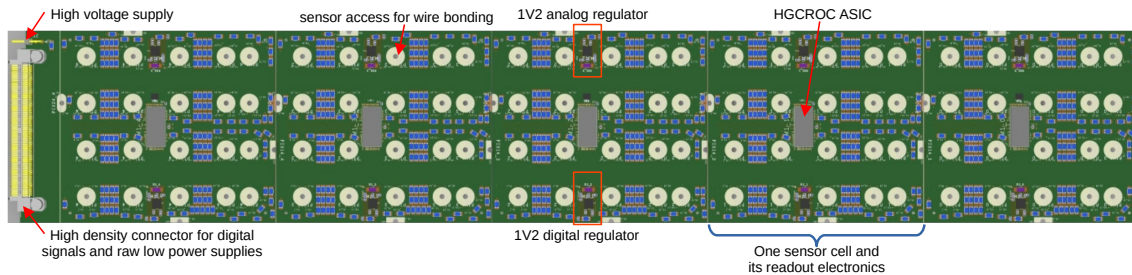 High voltage supply
sensor access for wire bonding
1V2 analog regulator
HGCROC ASIC
High density connector for digital
signals and raw low power supplies
1V2 digital regulator
One sensor cell and
its readout electronics